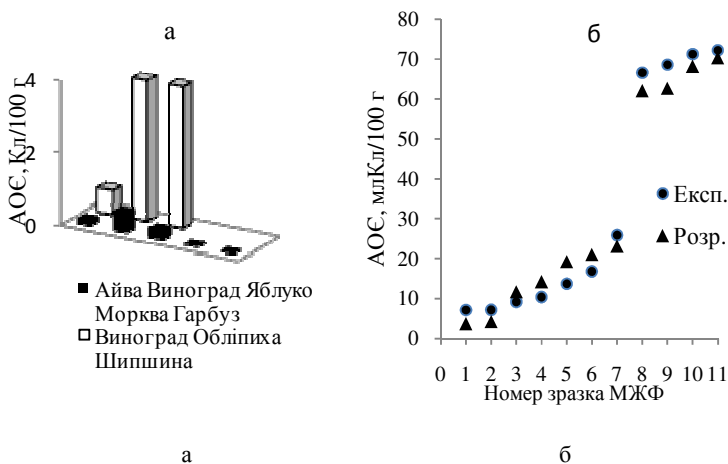 а
АОЄ, Кл/100 г
4
2
0
■ Айва Виноград Яблуко
Морква Гарбуз
□ Виноград Обліпиха
Шипшина
б
АОЄ, млКл/100 г
80
70
60
50
40
30
20
10
0
0 1 2 3 4 5 6 7 8 9 10 11
Номер зразка МЖФ
Експ.
Розр.
а б